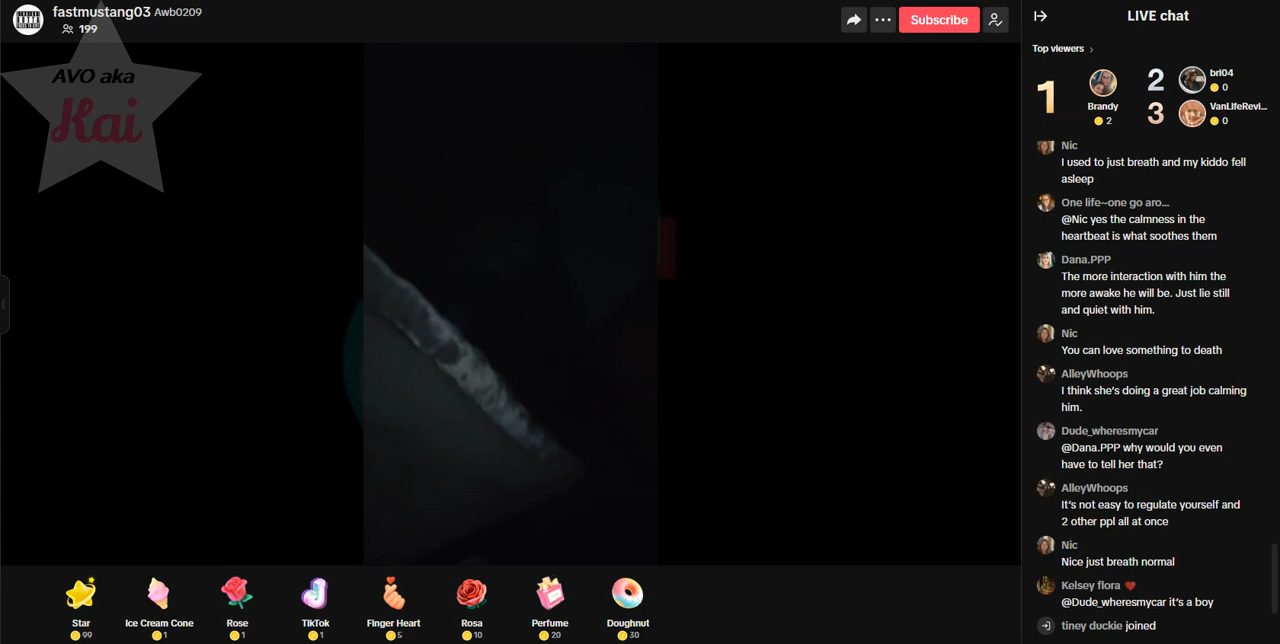 fastmustang03 Awb0209
199
Subscribe
AVO aka
Kai
LIVE chat
Top viewers
1
Brandy
2
2
bri04
0
3
VanLifeRevi...
0
Nic
I used to just breath and my kiddo fell
asleep
One life~one go aro...
@Nic yes the calmness in the
heartbeat is what soothes them
Dana.PPP
The more interaction with him the
more awake he will be. Just lie still
and quiet with him.
Nic
You can love something to death
AlleyWhoops
I think she's doing a great job calming
him.
Dude_wheresmycar
@Dana.PPP why would you even
have to tell her that?
AlleyWhoops
It's not easy to regulate yourself and
2 other ppl all at once
Nic
Nice just breath normal
Kelsey flora
@Dude_wheresmycar it's a boy
tiney duckie joined
Star
99
Ice Cream Cone
1
Rose
1
TikTok
1
Finger Heart
5
Rosa
10
Perfume
20
Doughnut
30